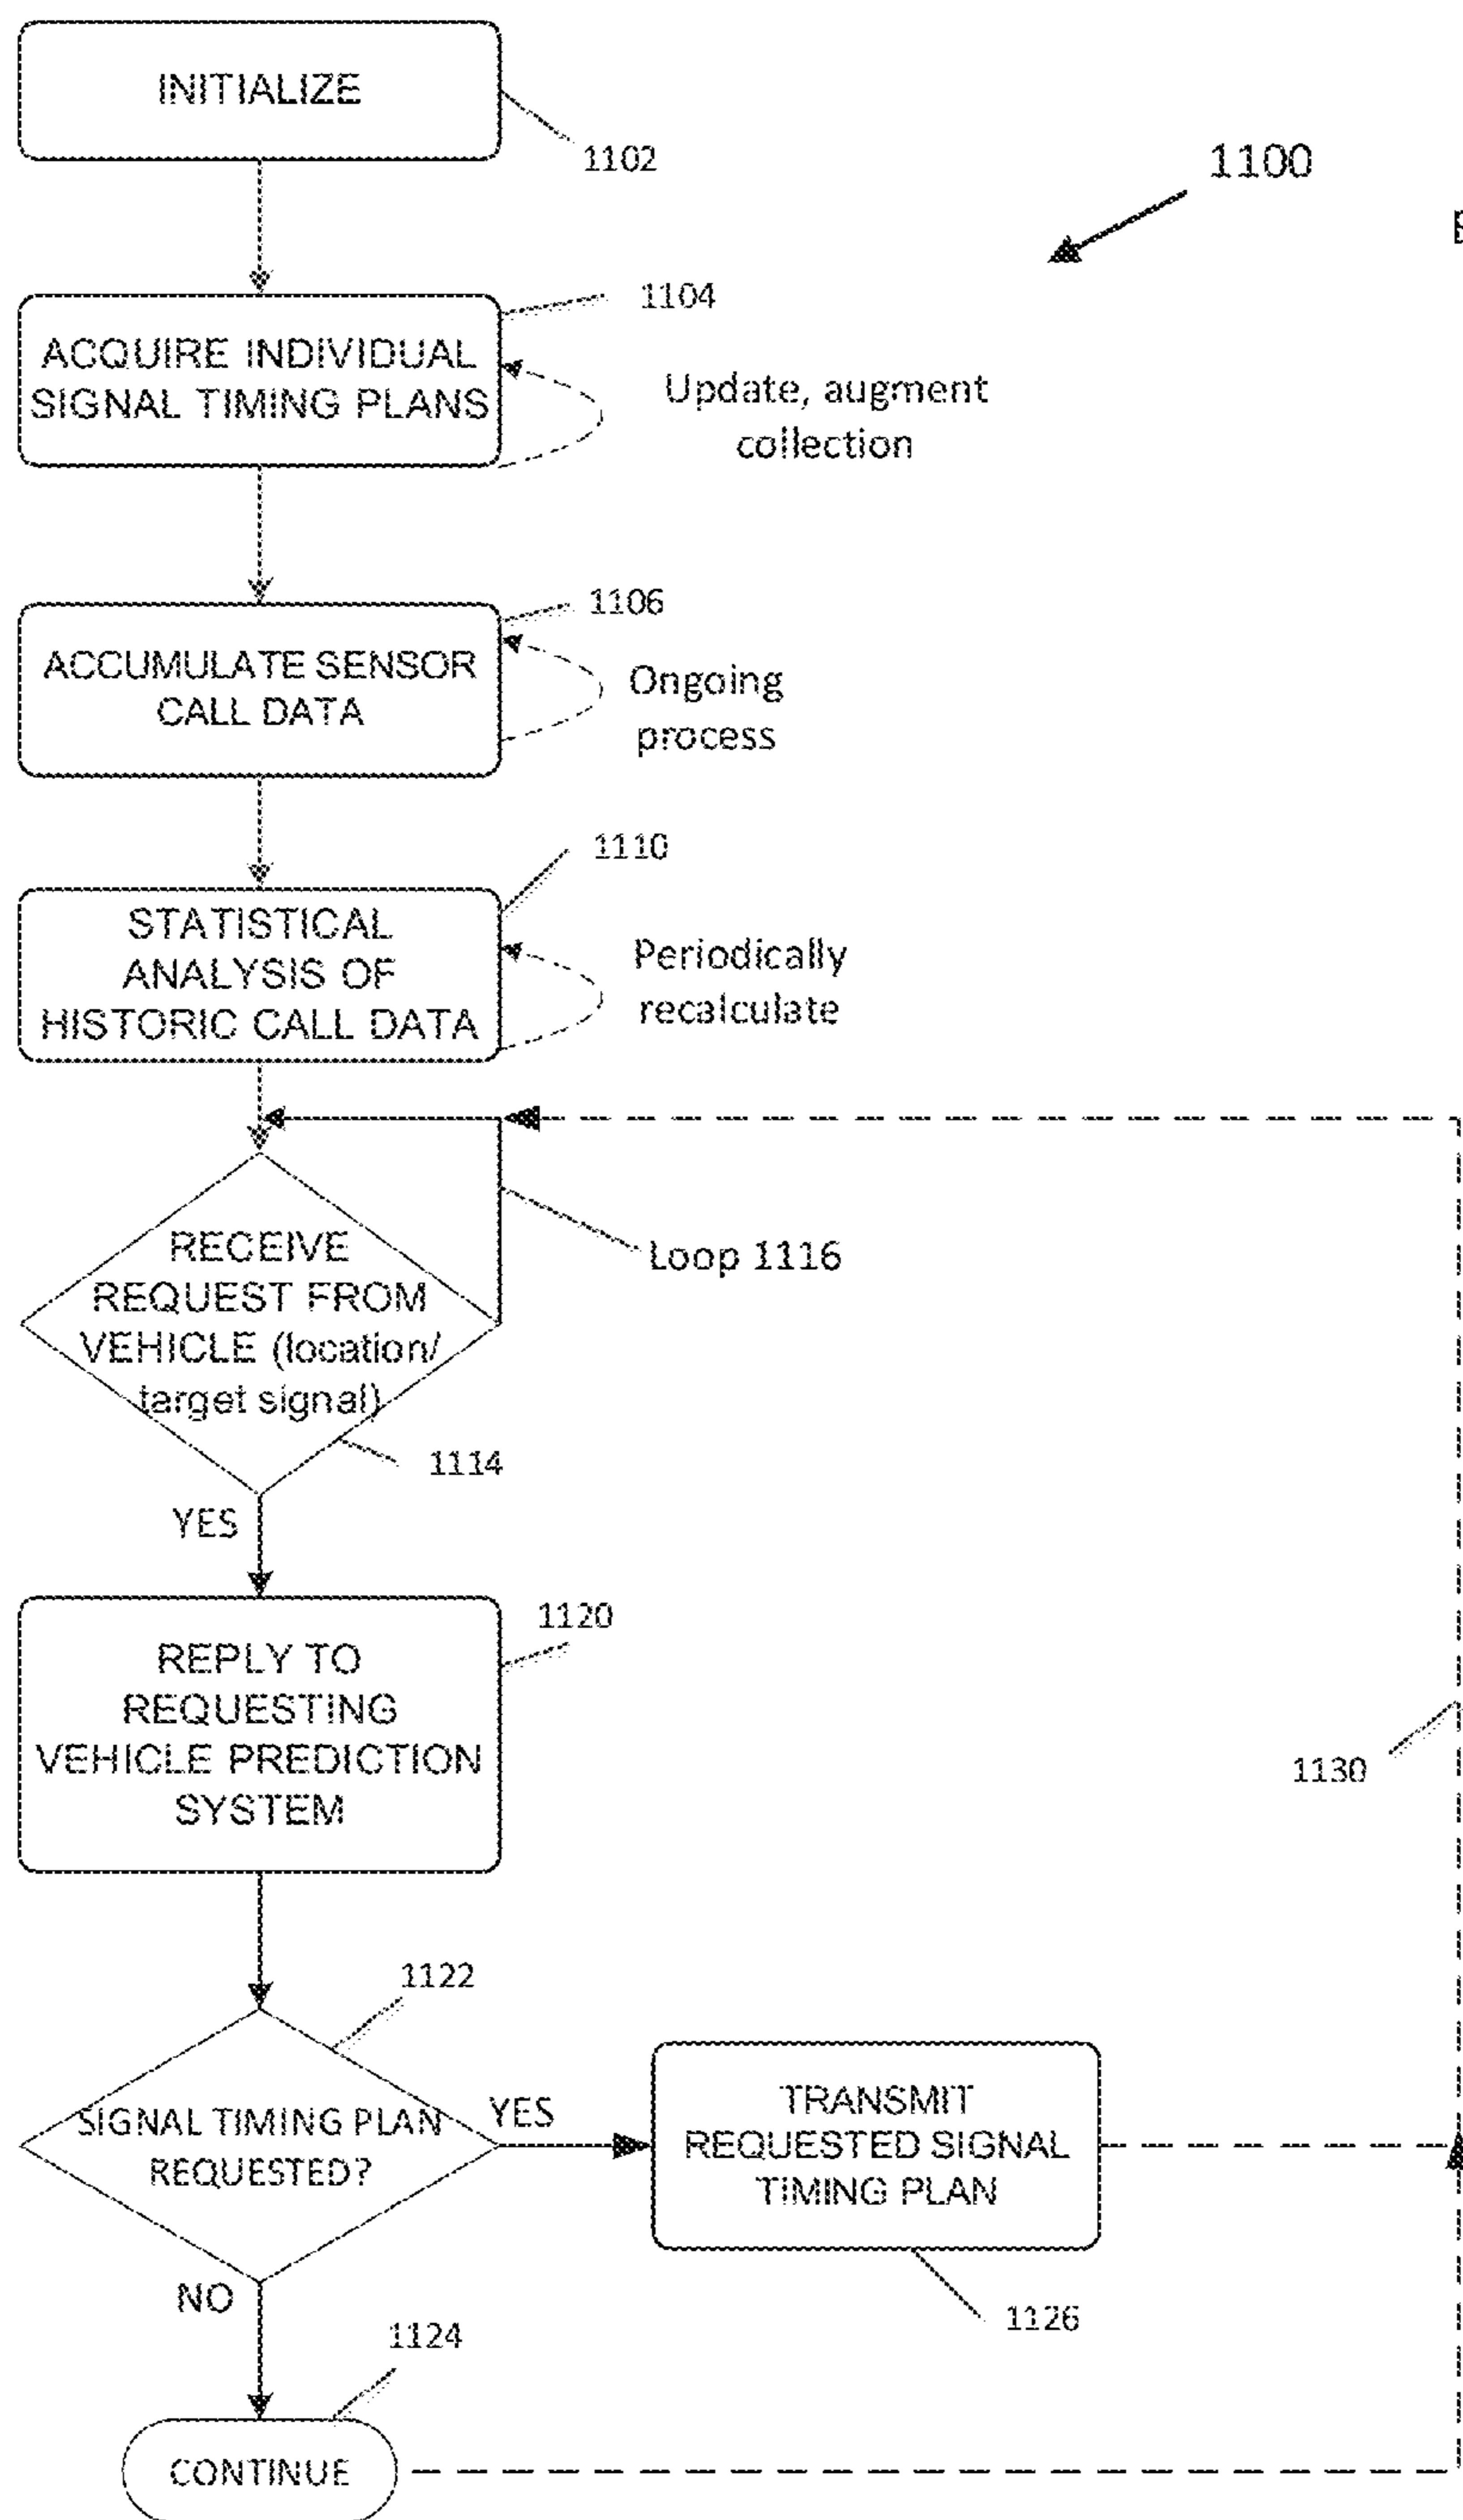 INITIALIZE
1102
1100
1104
ACQUIRE INDIVIDUAL
SIGNAL TIMING PLANS
Update, augment
collection
1106
ACCUMULATE SENSOR
CALL DATA
Ongoing
process
1110
STATISTICAL
ANALYSIS OF
HISTORIC CALL DATA
Periodically
recalculate
RECEIVE
REQUEST FROM
VEHICLE (location/
target signal)
Loop 1116
1114
YES
1120
REPLY TO
REQUESTING
VEHICLE PREDICTION
SYSTEM
1130
1122
SIGNAL TIMING PLAN
REQUESTED?
YES
TRANSMIT
REQUESTED SIGNAL
TIMING PLAN
NO
1126
1124
CONTINUE